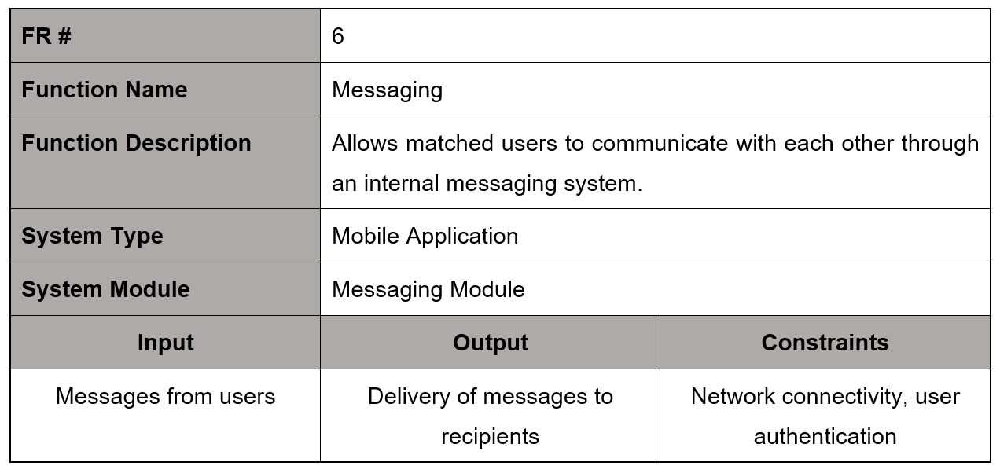 FR # 6
Function Name Messaging
Function Description Allows matched users to communicate with each other through
an internal messaging system.
System Type Mobile Application
System Module Messaging Module
Input Output Constraints
Messages from users Delivery of messages to Network connectivity, user
recipients authentication